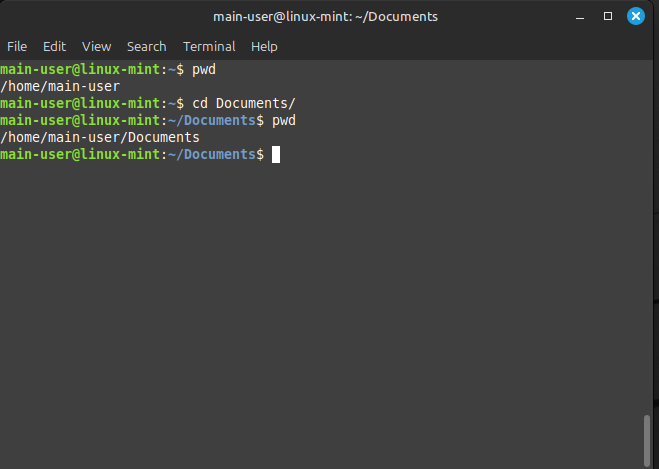 main-user@linux-mint: ~/Documents
File Edit View Search Terminal Help
main-user@linux-mint:~$ pwd
/home/main-user
main-user@linux-mint:~$ cd Documents/
main-user@linux-mint:~/Documents$ pwd
/home/main-user/Documents
main-user@linux-mint:~/Documents$